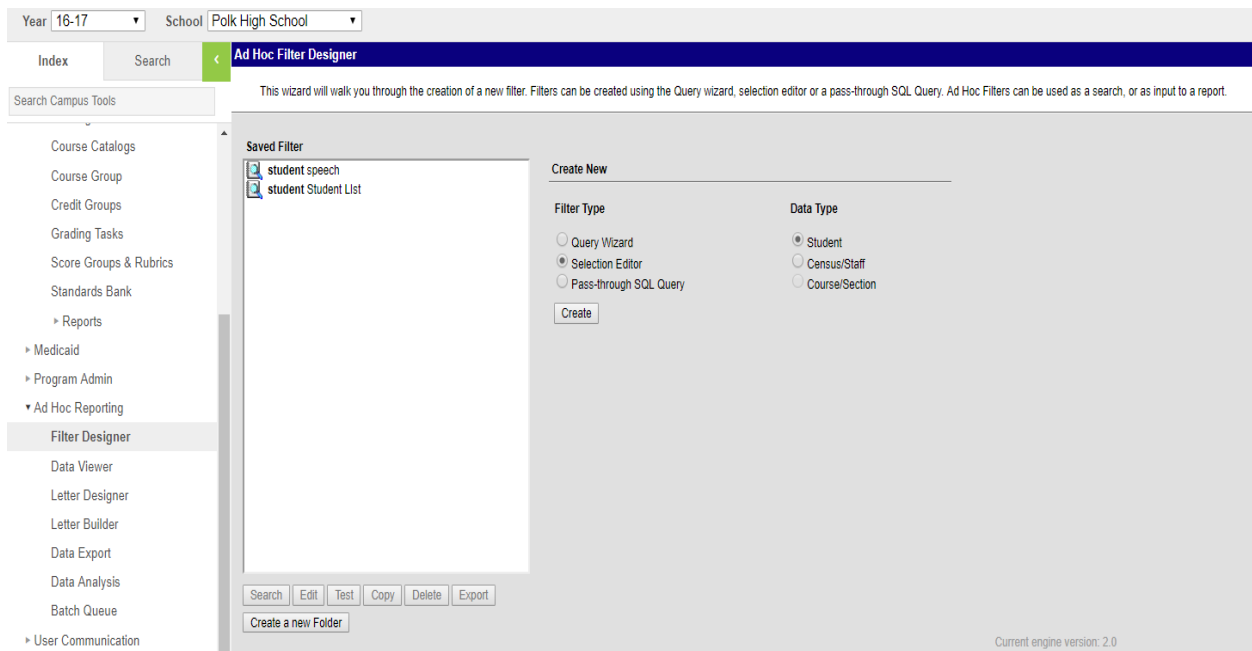 Year 16-17 School Polk High School
Index Search
Search Campus Tools
Course Catalogs
Course Group
Credit Groups
Grading Tasks
Score Groups & Rubrics
Standards Bank
Reports
Medicaid
Program Admin
Ad Hoc Reporting
Filter Designer
Data Viewer
Letter Designer
Letter Builder
Data Export
Data Analysis
Batch Queue
User Communication
Ad Hoc Filter Designer
This wizard will walk you through the creation of a new filter. Filters can be created using the Query wizard, selection editor or a pass-through SQL Query. Ad Hoc Filters can be used as a search, or as input to a report.
Saved Filter
student speech
student Student LIst
Search Edit Test Copy Delete Export
Create a new Folder
Create New
Filter Type Data Type
Query Wizard Student
Selection Editor Census/Staff
Pass-through SQL Query Course/Section
Create
Current engine version: 2.0